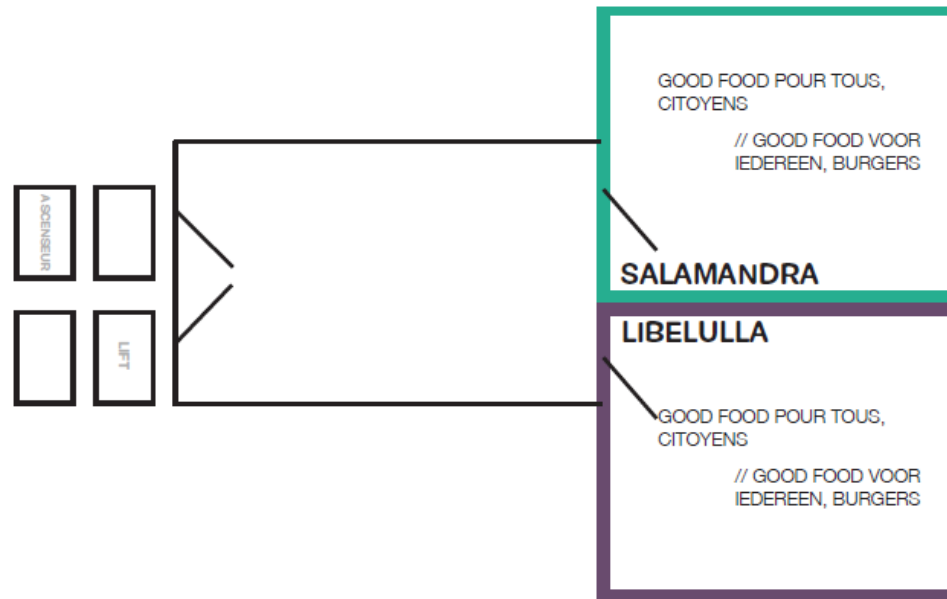 GOOD FOOD POUR TOUS,
CITOYENS
// GOOD FOOD VOOR
IEDEREEN, BURGERS
ASCENSEUR
SALAMANDRA
LIBELULLA
LIFT
GOOD FOOD POUR TOUS,
CITOYENS
// GOOD FOOD VOOR
IEDEREEN, BURGERS